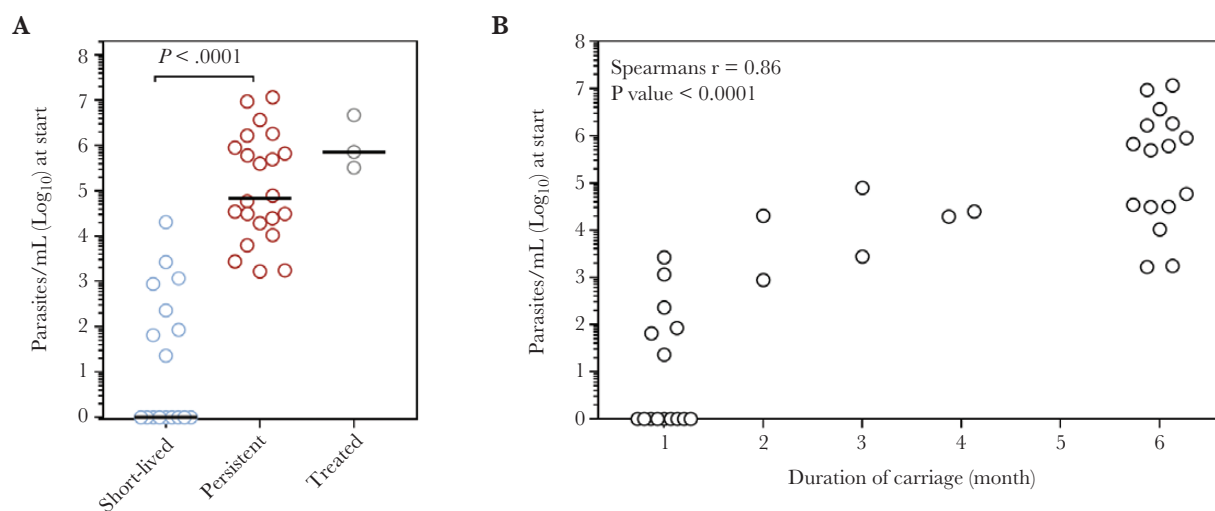 A
Parasites/mL (Log10) at start
8
7
6
5
4
3
2
1
0
P < .0001
Short-lived
Persistent
Treated
B
Parasites/mL (Log10) at start
8
7
6
5
4
3
2
1
0
Spearmans r = 0.86
P value < 0.0001
1 2 3 4 5 6
Duration of carriage (month)